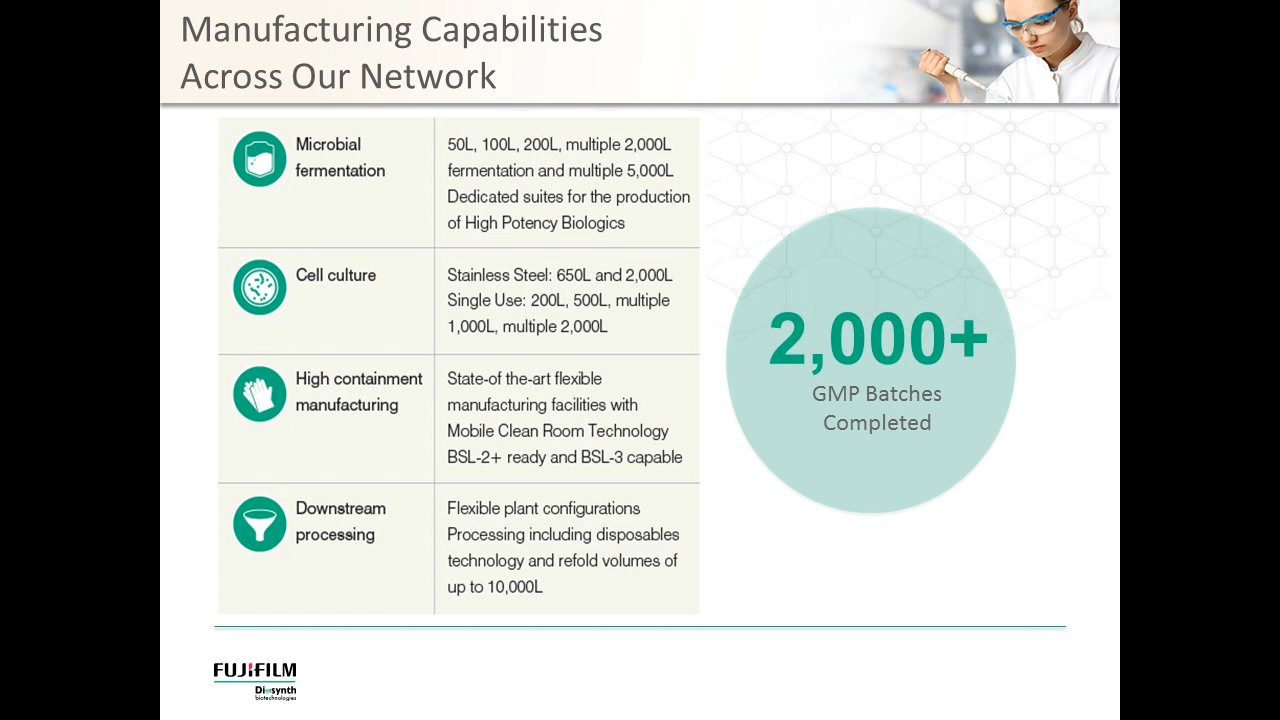 Manufacturing Capabilities
Across Our Network
Microbial
fermentation
50L, 100L, 200L, multiple 2,000L
fermentation and multiple 5,000L
Dedicated suites for the production
of High Potency Biologics
Cell culture
Stainless Steel: 650L and 2,000L
Single Use: 200L, 500L, multiple
1,000L, multiple 2,000L
High containment
manufacturing
State-of the-art flexible
manufacturing facilities with
Mobile Clean Room Technology
BSL-2+ ready and BSL-3 capable
Downstream
processing
Flexible plant configurations
Processing including disposables
technology and refold volumes of
up to 10,000L
2,000+
GMP Batches
Completed
FUJIFILM
Diosynth
biotechnologies